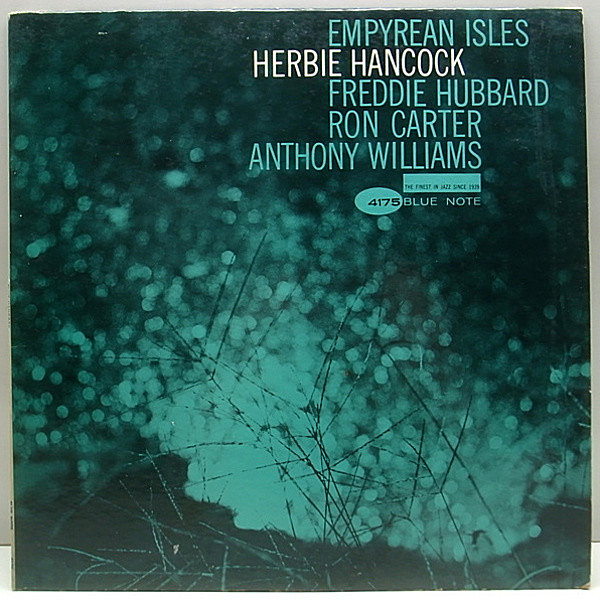 EMPYREAN ISLES
HERBIE HANCOCK
FREDDIE HUBBARD
RON CARTER
ANTHONY WILLIAMS
THE FINEST IN JAZZ SINCE 1939
4175 BLUE NOTE